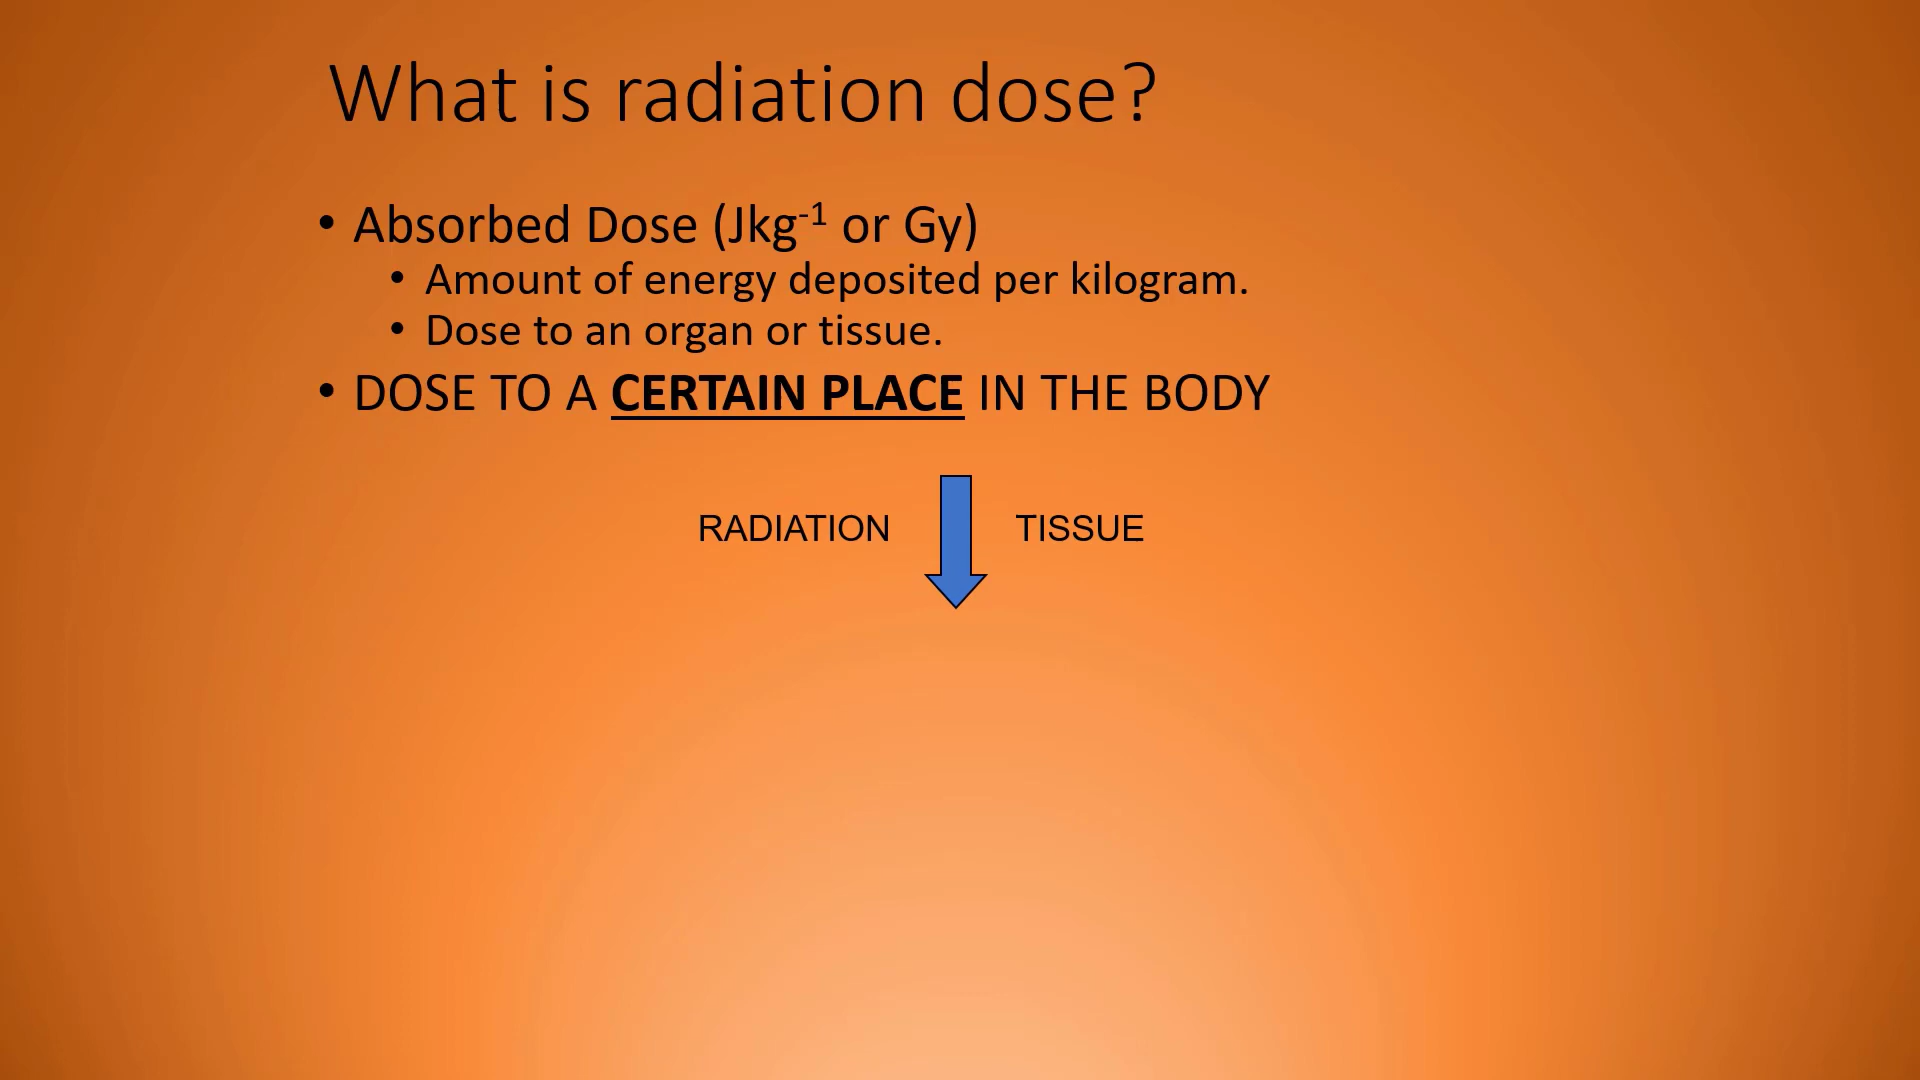 What is radiation dose?
• Absorbed Dose (Jkg⁻¹ or Gy)
• Amount of energy deposited per kilogram.
• Dose to an organ or tissue.
• DOSE TO A CERTAIN PLACE IN THE BODY
RADIATION TISSUE